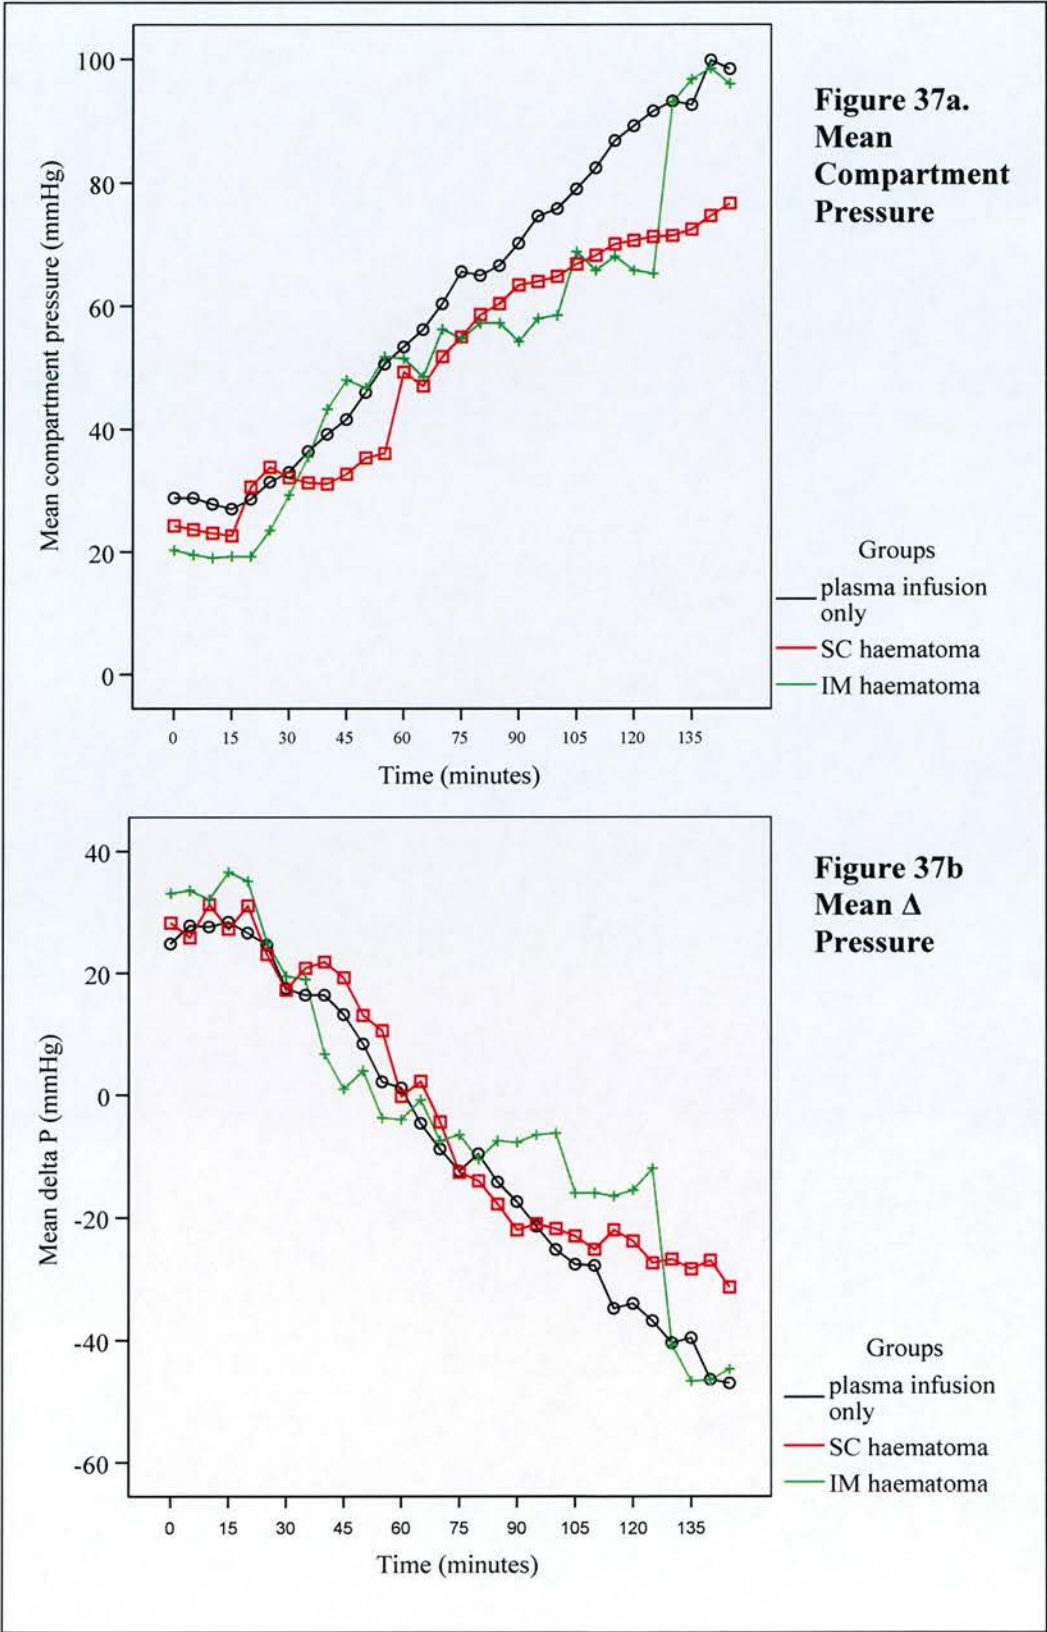 Figure 37a.
Mean
Compartment
Pressure
Mean compartment pressure (mmHg)
100
80
60
40
20
0
0 15 30 45 60 75 90 105 120 135
Time (minutes)
Groups
plasma infusion
only
SC haematoma
IM haematoma
Figure 37b
Mean Δ
Pressure
Mean delta P (mmHg)
40
20
0
-20
-40
-60
0 15 30 45 60 75 90 105 120 135
Time (minutes)
Groups
plasma infusion
only
SC haematoma
IM haematoma